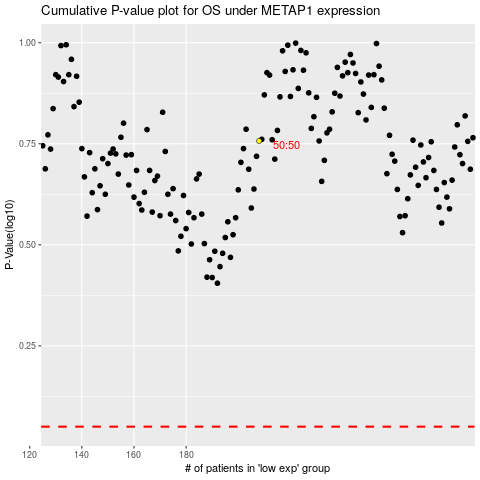 Cumulative P-value plot for OS under METAP1 expression
P-Value(log10)
1.00
0.75
0.50
0.25
50:50
120 140 160 180
# of patients in 'low exp' group